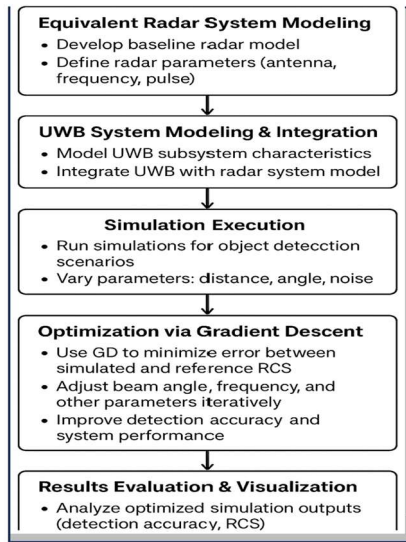 Equivalent Radar System Modeling
• Develop baseline radar model
• Define radar parameters (antenna,
frequency, pulse)
UWB System Modeling & Integration
• Model UWB subsystem characteristics
• Integrate UWB with radar system model
Simulation Execution
• Run simulations for object detecction
scenarios
• Vary parameters: distance, angle, noise
Optimization via Gradient Descent
• Use GD to minimize error between
simulated and reference RCS
• Adjust beam angle, frequency, and
other parameters iteratively
• Improve detection accuracy and
system performance
Results Evaluation & Visualization
• Analyze optimized simulation outputs
(detection accuracy, RCS)